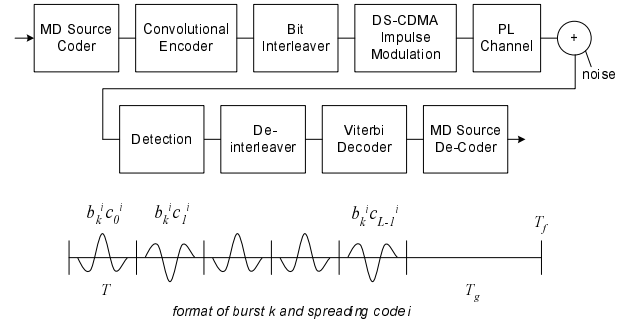 MD Source
Coder
Convolutional
Encoder
Bit
Interleaver
DS-CDMA
Impulse
Modulation
PL
Channel
+
noise
Detection
De-
interleaver
Viterbi
Decoder
MD Source
De-Coder
b_k^i c_0^i
b_k^i c_1^i
b_k^i c_{L-1}^i
T_f
T
T_g
format of burst k and spreading code i